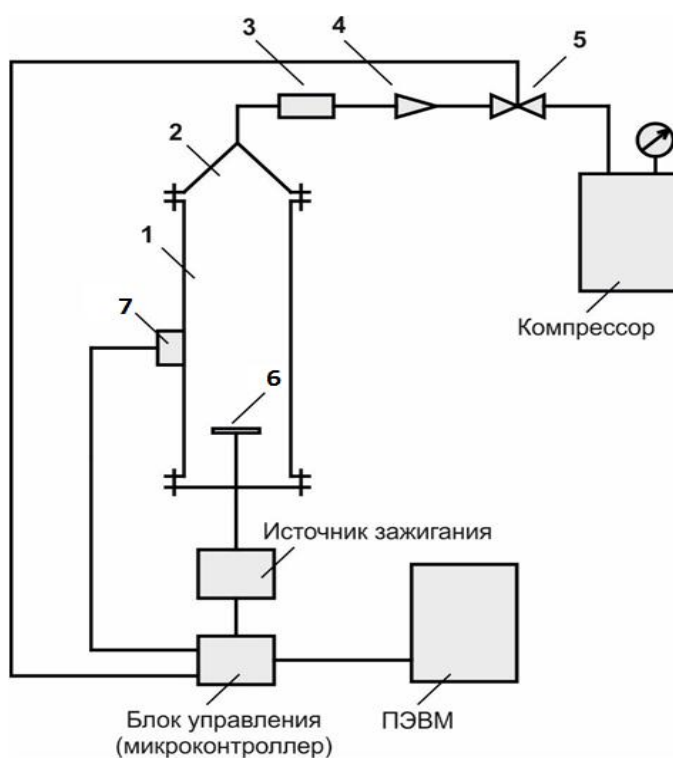 3
4
5
2
1
Компрессор
7
6
Источник зажигания
Блок управления
(микроконтроллер)
ПЭВМ